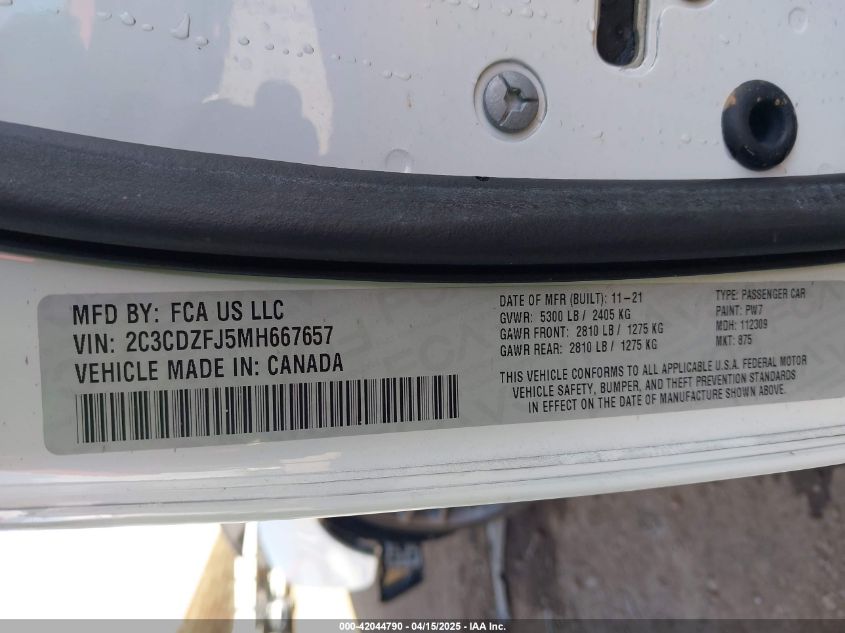 MFD BY: FCA US LLC
VIN: 2C3CDZFJ5MH667657
VEHICLE MADE IN: CANADA
DATE OF MFR (BUILT): 11-21
GVWR: 5300 LB / 2405 KG
GAWR FRONT: 2810 LB / 1275 KG
GAWR REAR: 2810 LB / 1275 KG
TYPE: PASSENGER CAR
PAINT: PW7
MDH: 112309
MKT: 875
THIS VEHICLE CONFORMS TO ALL APPLICABLE U.S.A. FEDERAL MOTOR
VEHICLE SAFETY, BUMPER, AND THEFT PREVENTION STANDARDS
IN EFFECT ON THE DATE OF MANUFACTURE SHOWN ABOVE.
000-42044790 - 04/15/2025 - IAA Inc.